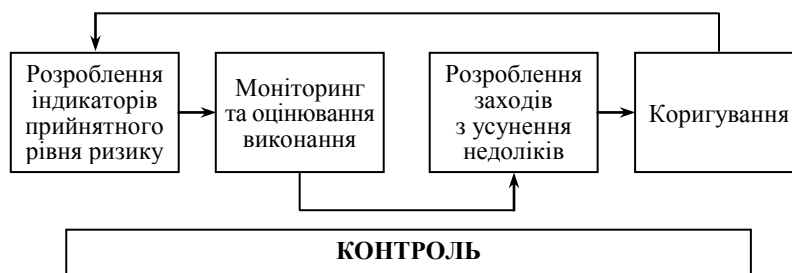 Розроблення
індикаторів
прийнятного
рівня ризику
Моніторинг
та оцінювання
виконання
Розроблення
заходів
з усунення
недоліків
Коригування
КОНТРОЛЬ